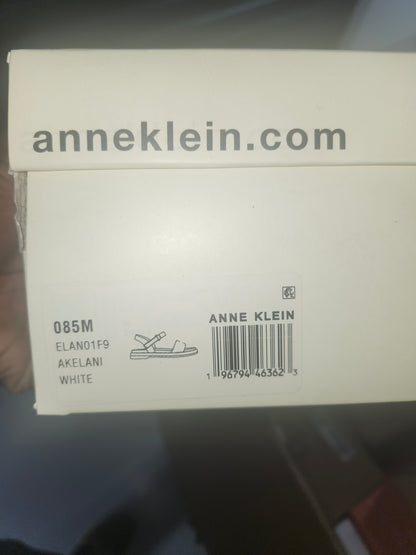 anneklein.com
085M
ELAN01F9
AKELANI
WHITE
ANNE KLEIN
1 96794 46362 3